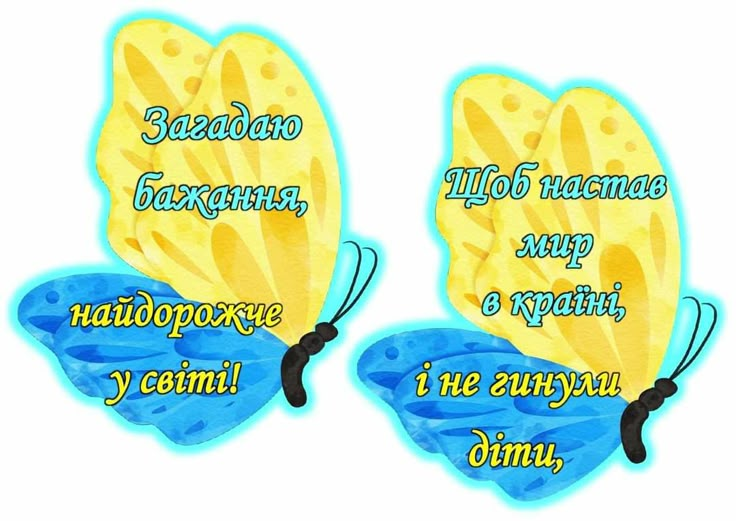 Загадаю
бажання,
найдорожче
у світі!
Щоб настав
мир
в країні,
і не гинули
діти,